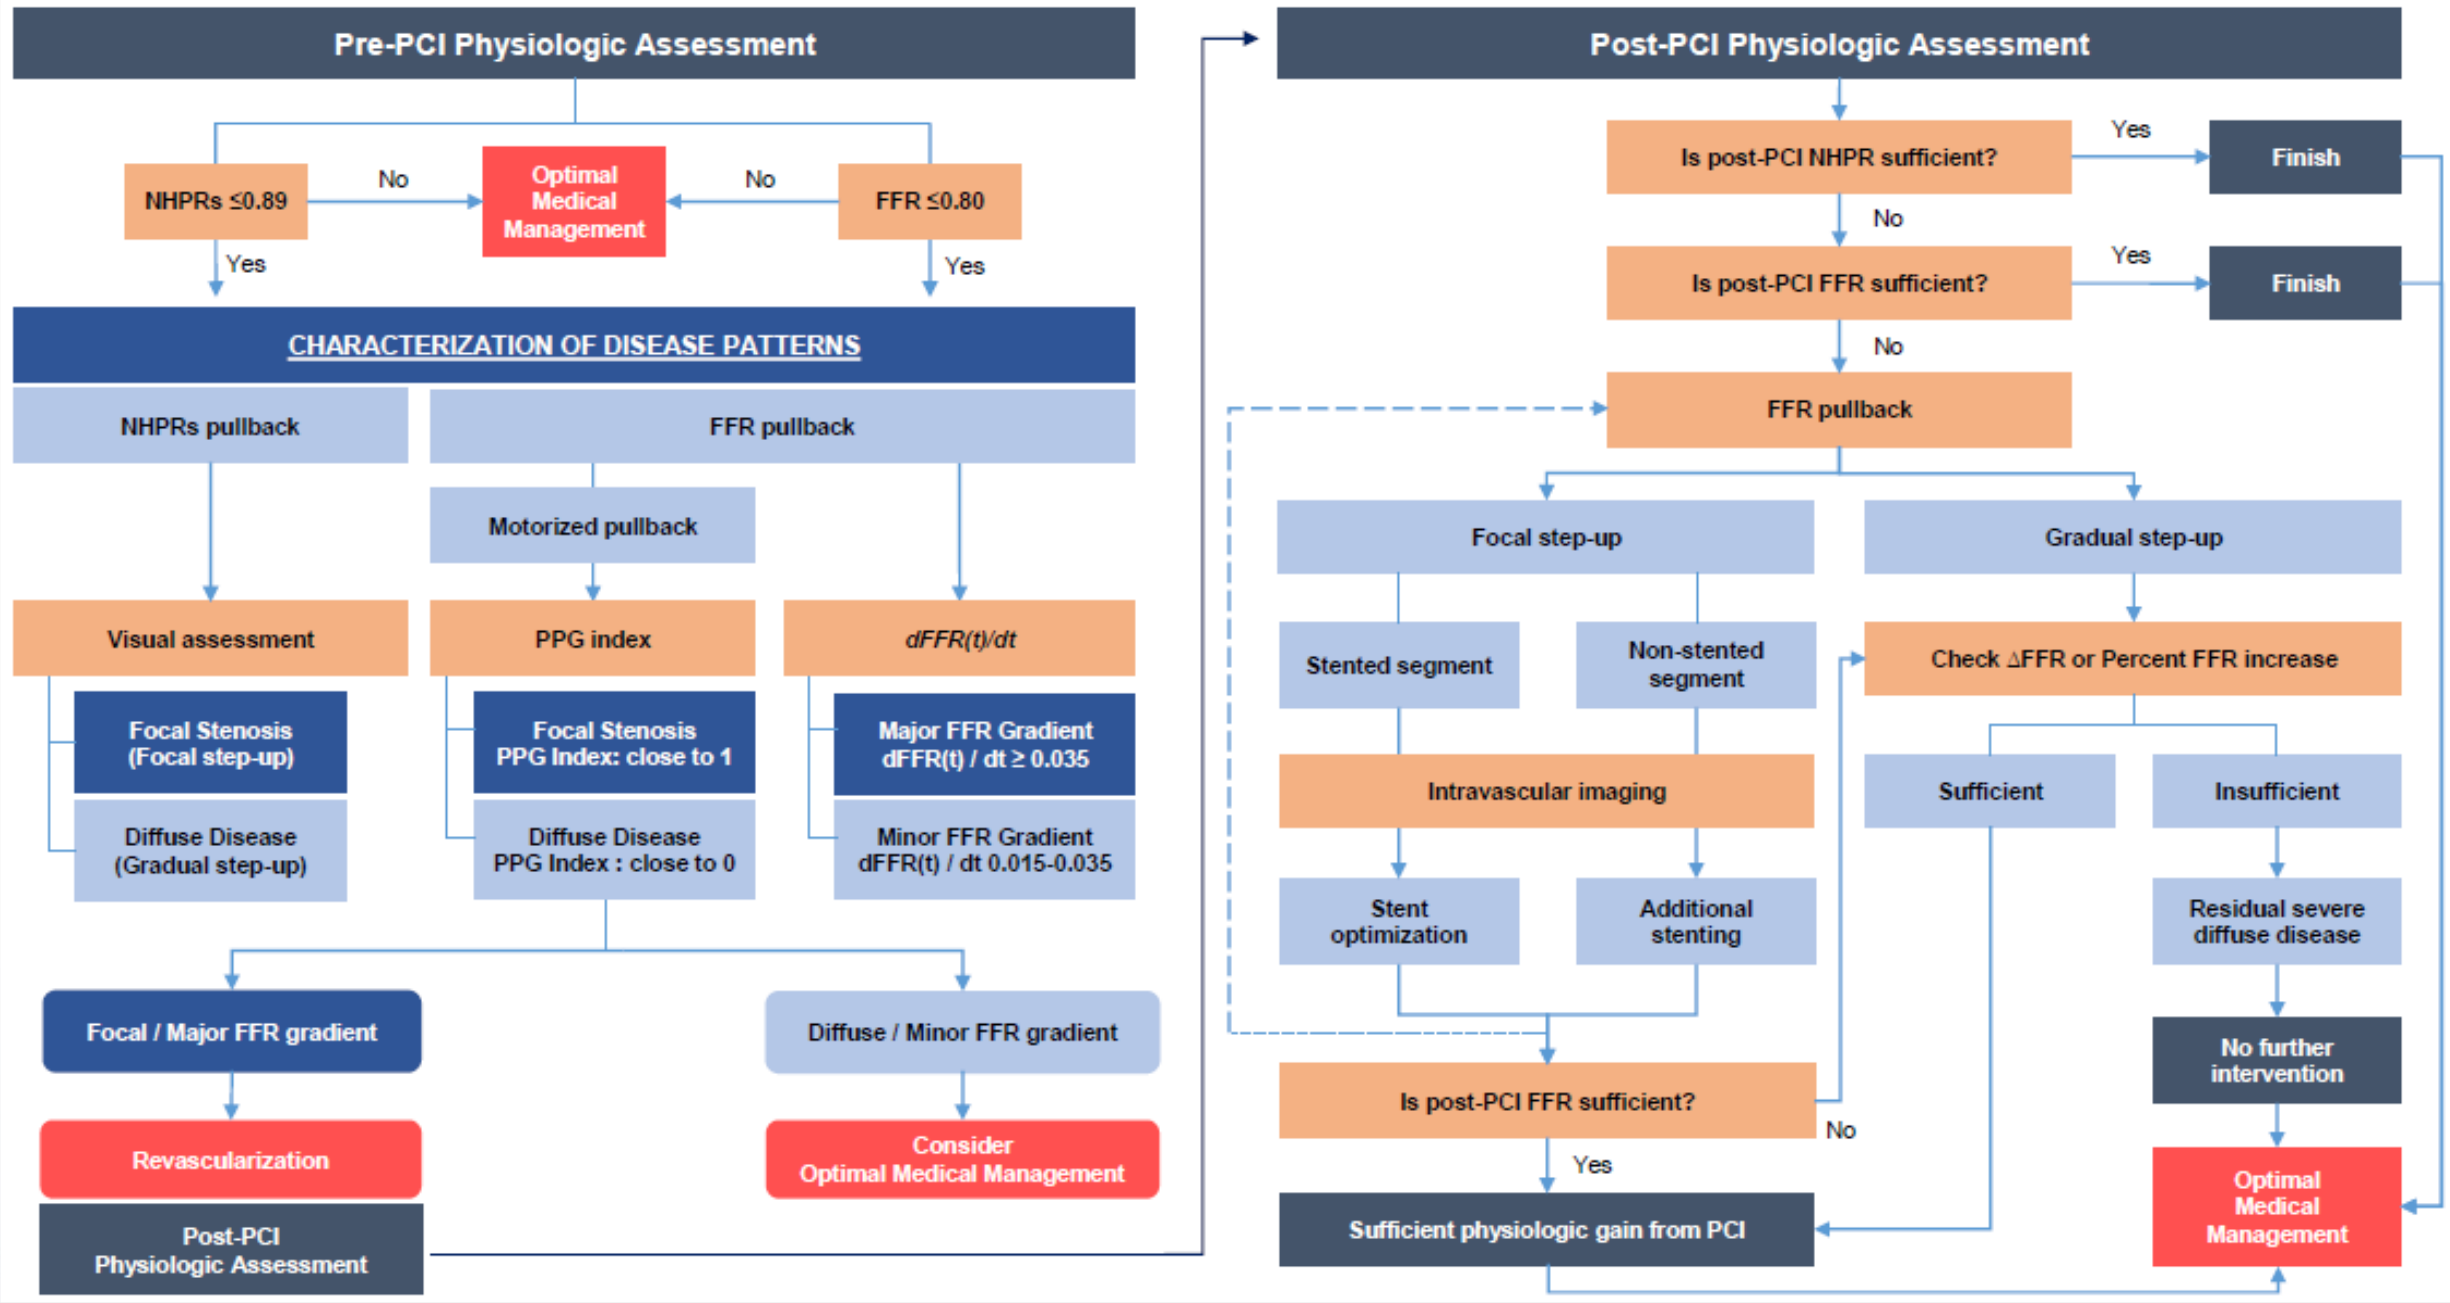 Pre-PCI Physiologic Assessment
NHPRs ≤0.89
No
Optimal
Medical
Management
No
FFR ≤0.80
Yes
Yes
CHARACTERIZATION OF DISEASE PATTERNS
NHPRs pullback
FFR pullback
Motorized pullback
Visual assessment
PPG index
dFFR(t)/dt
Focal Stenosis
(Focal step-up)
Focal Stenosis
PPG Index: close to 1
Major FFR Gradient
dFFR(t) / dt ≥ 0.035
Diffuse Disease
(Gradual step-up)
Diffuse Disease
PPG Index : close to 0
Minor FFR Gradient
dFFR(t) / dt 0.015-0.035
Focal / Major FFR gradient
Diffuse / Minor FFR gradient
Revascularization
Consider
Optimal Medical Management
Post-PCI
Physiologic Assessment
Post-PCI Physiologic Assessment
Is post-PCI NHPR sufficient?
Yes
Finish
No
Is post-PCI FFR sufficient?
Yes
Finish
No
FFR pullback
Focal step-up
Gradual step-up
Stented segment
Non-stented
segment
Check ΔFFR or Percent FFR increase
Intravascular imaging
Sufficient
Insufficient
Stent
optimization
Additional
stenting
Residual severe
diffuse disease
Is post-PCI FFR sufficient?
No
No further
intervention
Yes
Sufficient physiologic gain from PCI
Optimal
Medical
Management